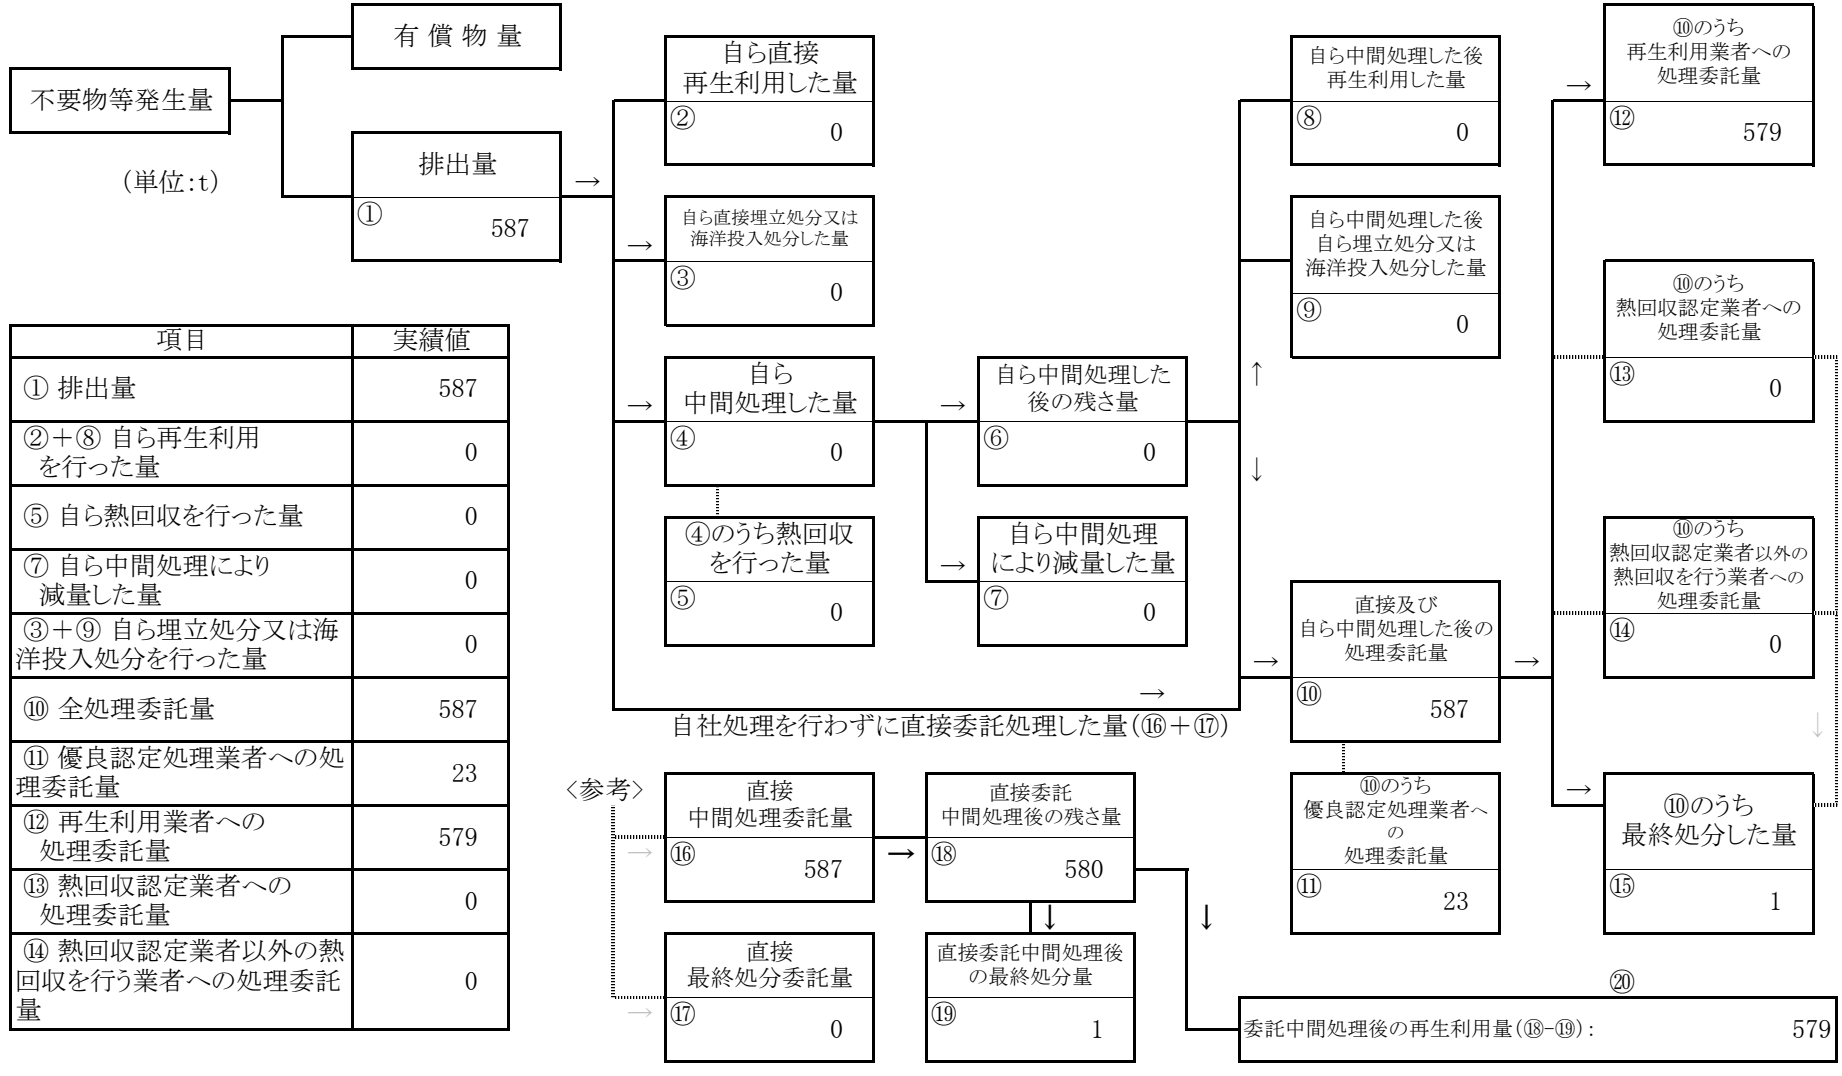 有 償 物 量
不要物等発生量
(単位:t)
排出量
①
587
→
自ら直接
再生利用した量
②
0
→
自ら直接埋立処分又は
海洋投入処分した量
③
0
→
自ら
中間処理した量
④
0
④のうち熱回収
を行った量
⑤
0
→
自ら中間処理した
後の残さ量
⑥
0
→
自ら中間処理
により減量した量
⑦
0
自ら中間処理した後
再生利用した量
⑧
0
自ら中間処理した後
自ら埋立処分又は
海洋投入処分した量
⑨
0
↑
↓
→
自社処理を行わずに直接委託処理した量(⑯+⑰)
→
直接及び
自ら中間処理した後の
処理委託量
⑩
587
→
⑩のうち
優良認定処理業者へ
の
処理委託量
⑪
23
→
⑩のうち
再生利用業者への
処理委託量
⑫
579
⑩のうち
熱回収認定業者への
処理委託量
⑬
0
⑩のうち
熱回収認定業者以外の
熱回収を行う業者への
処理委託量
⑭
0
↓
→
⑩のうち
最終処分した量
⑮
1
項目 実績値
① 排出量 587
②+⑧ 自ら再生利用
を行った量 0
⑤ 自ら熱回収を行った量 0
⑦ 自ら中間処理により
減量した量 0
③+⑨ 自ら埋立処分又は海
洋投入処分を行った量 0
⑩ 全処理委託量 587
⑪ 優良認定処理業者への処
理委託量 23
⑫ 再生利用業者への
処理委託量 579
⑬ 熱回収認定業者への
処理委託量 0
⑭ 熱回収認定業者以外の熱
回収を行う業者への処理委託
量 0
<参考>
→
直接
中間処理委託量
⑯
587
→
直接委託
中間処理後の残さ量
⑱
580
→
直接
最終処分委託量
⑰
0
↓
直接委託中間処理後
の最終処分量
⑲
1
↓
⑳
委託中間処理後の再生利用量(⑱-⑲): 579